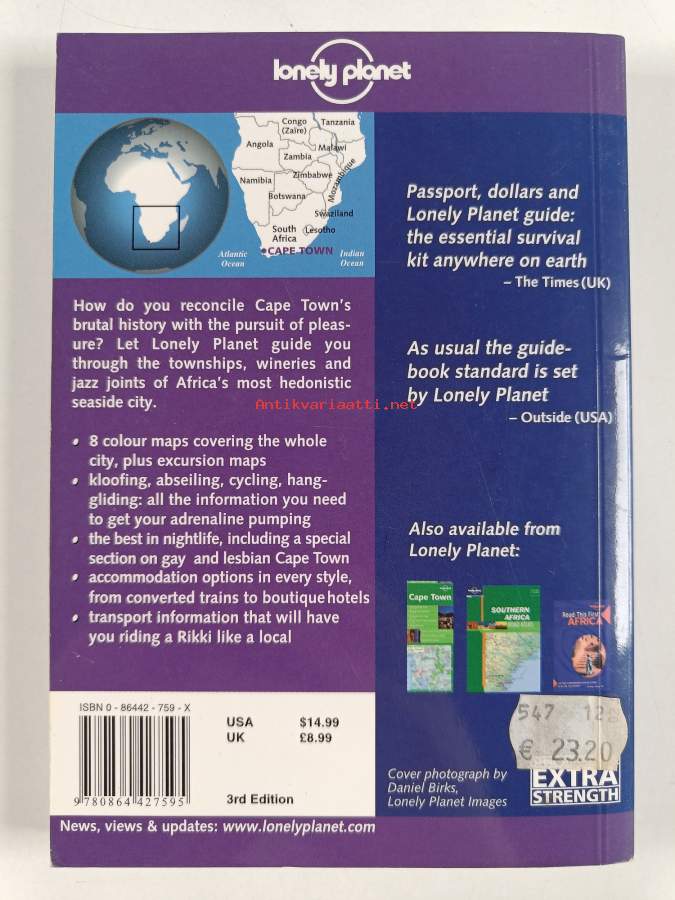 lonely planet
Congo
(Zaïre)
Tanzania
Angola
Malawi
Zambia
Mozambique
Zimbabwe
Namibia
Botswana
Swaziland
South
Africa
Lesotho
CAPE TOWN
Atlantic
Ocean
Indian
Ocean
How do you reconcile Cape Town's
brutal history with the pursuit of pleas-
ure? Let Lonely Planet guide you
through the townships, wineries and
jazz joints of Africa's most hedonistic
seaside city.
• 8 colour maps covering the whole
city, plus excursion maps
• kloofing, abseiling, cycling, hang-
gliding: all the information you need
to get your adrenaline pumping
• the best in nightlife, including a special
section on gay and lesbian Cape Town
• accommodation options in every style,
from converted trains to boutique hotels
• transport information that will have
you riding a Rikki like a local
Passport, dollars and
Lonely Planet guide:
the essential survival
kit anywhere on earth
– The Times (UK)
As usual the guide-
book standard is set
by Lonely Planet
– Outside (USA)
Antikvariaatti.net
Also available from
Lonely Planet:
Cape Town
SOUTHERN
AFRICA
ROAD ATLAS
Read This First
AFRICA
ISBN 0 - 86442 - 759 - X
9 780864 427595
USA $14.99
UK £8.99
3rd Edition
547 12
€ 23.20
EXTRA
STRENGTH
Cover photograph by
Daniel Birks,
Lonely Planet Images
News, views & updates: www.lonelyplanet.com